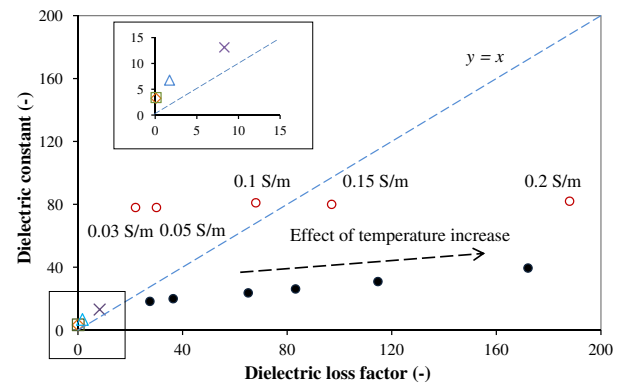 200
160
120
80
40
0
Dielectric constant (-)
15
10
5
0
0 5 10 15
y = x
0.1 S/m 0.15 S/m 0.2 S/m
0.03 S/m 0.05 S/m
Effect of temperature increase
0 40 80 120 160 200
Dielectric loss factor (-)